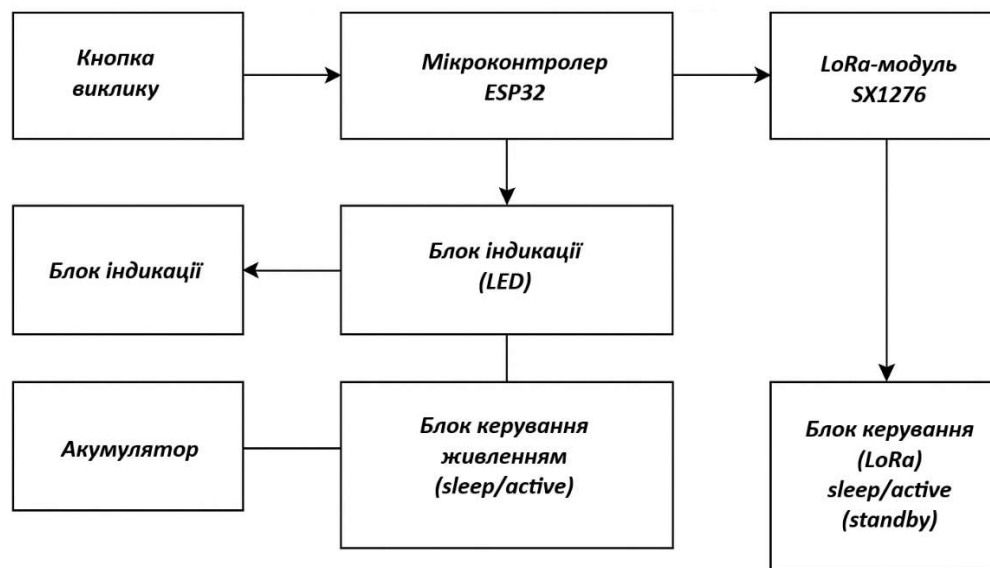 Кнопка
виклику
Мікроконтролер
ESP32
LoRa-модуль
SX1276
Блок індикації
Блок індикації
(LED)
Акумулятор
Блок керування
живленням
(sleep/active)
Блок керування
(LoRa)
sleep/active
(standby)